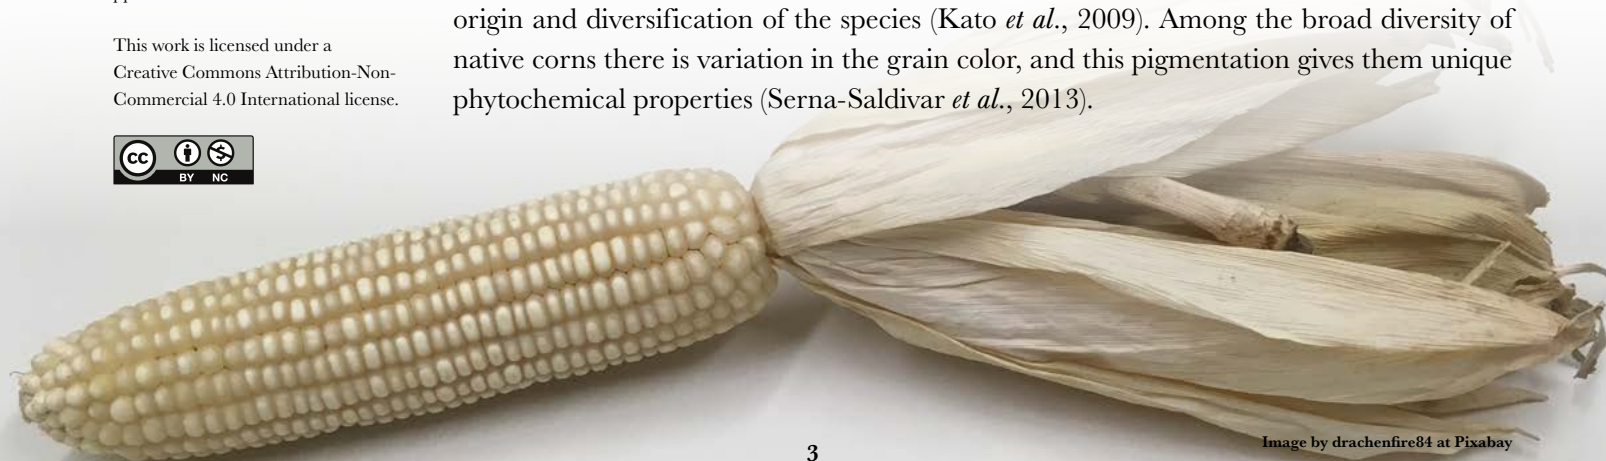 This work is licensed under a
Creative Commons Attribution-Non-
Commercial 4.0 International license.
cc
BY NC
origin and diversification of the species (Kato et al., 2009). Among the broad diversity of
native corns there is variation in the grain color, and this pigmentation gives them unique
phytochemical properties (Serna-Saldivar et al., 2013).
Image by drachenfire84 at Pixabay
3